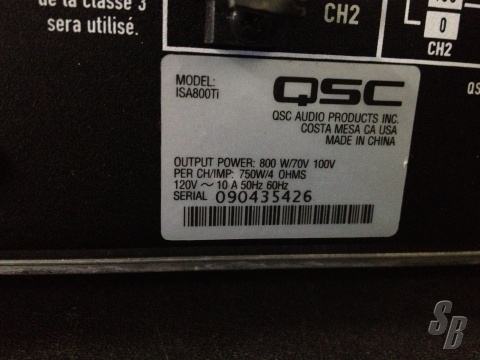 de la classe 3
sera utilisé.
CH2
0
CH2
MODEL:
ISA800Ti
QSC
QSC AUDIO PRODUCTS INC.
COSTA MESA CA USA
MADE IN CHINA
OUTPUT POWER: 800 W/70V 100V
PER CH/IMP: 750W/4 OHMS
120V ~ 10 A 50Hz 60Hz
SERIAL 090435426
QS
SB